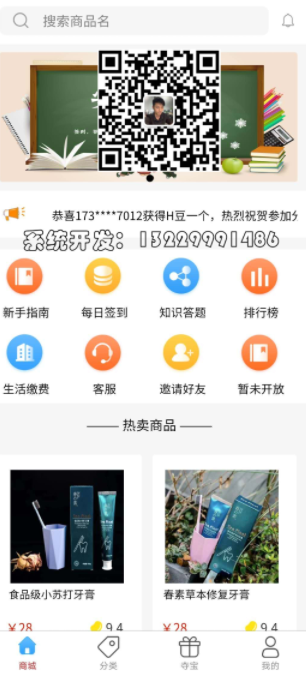 搜索商品名
恭喜173****7012获得H豆一个，热烈祝贺参加
系统开发：13229991486
新手指南 每日签到 知识答题 排行榜
生活缴费 客服 邀请好友 暂未开放
热卖商品
食品级小苏打牙膏 春素草本修复牙膏
¥28 9.4 ¥28 9.4
商城 分类 夺宝 我的